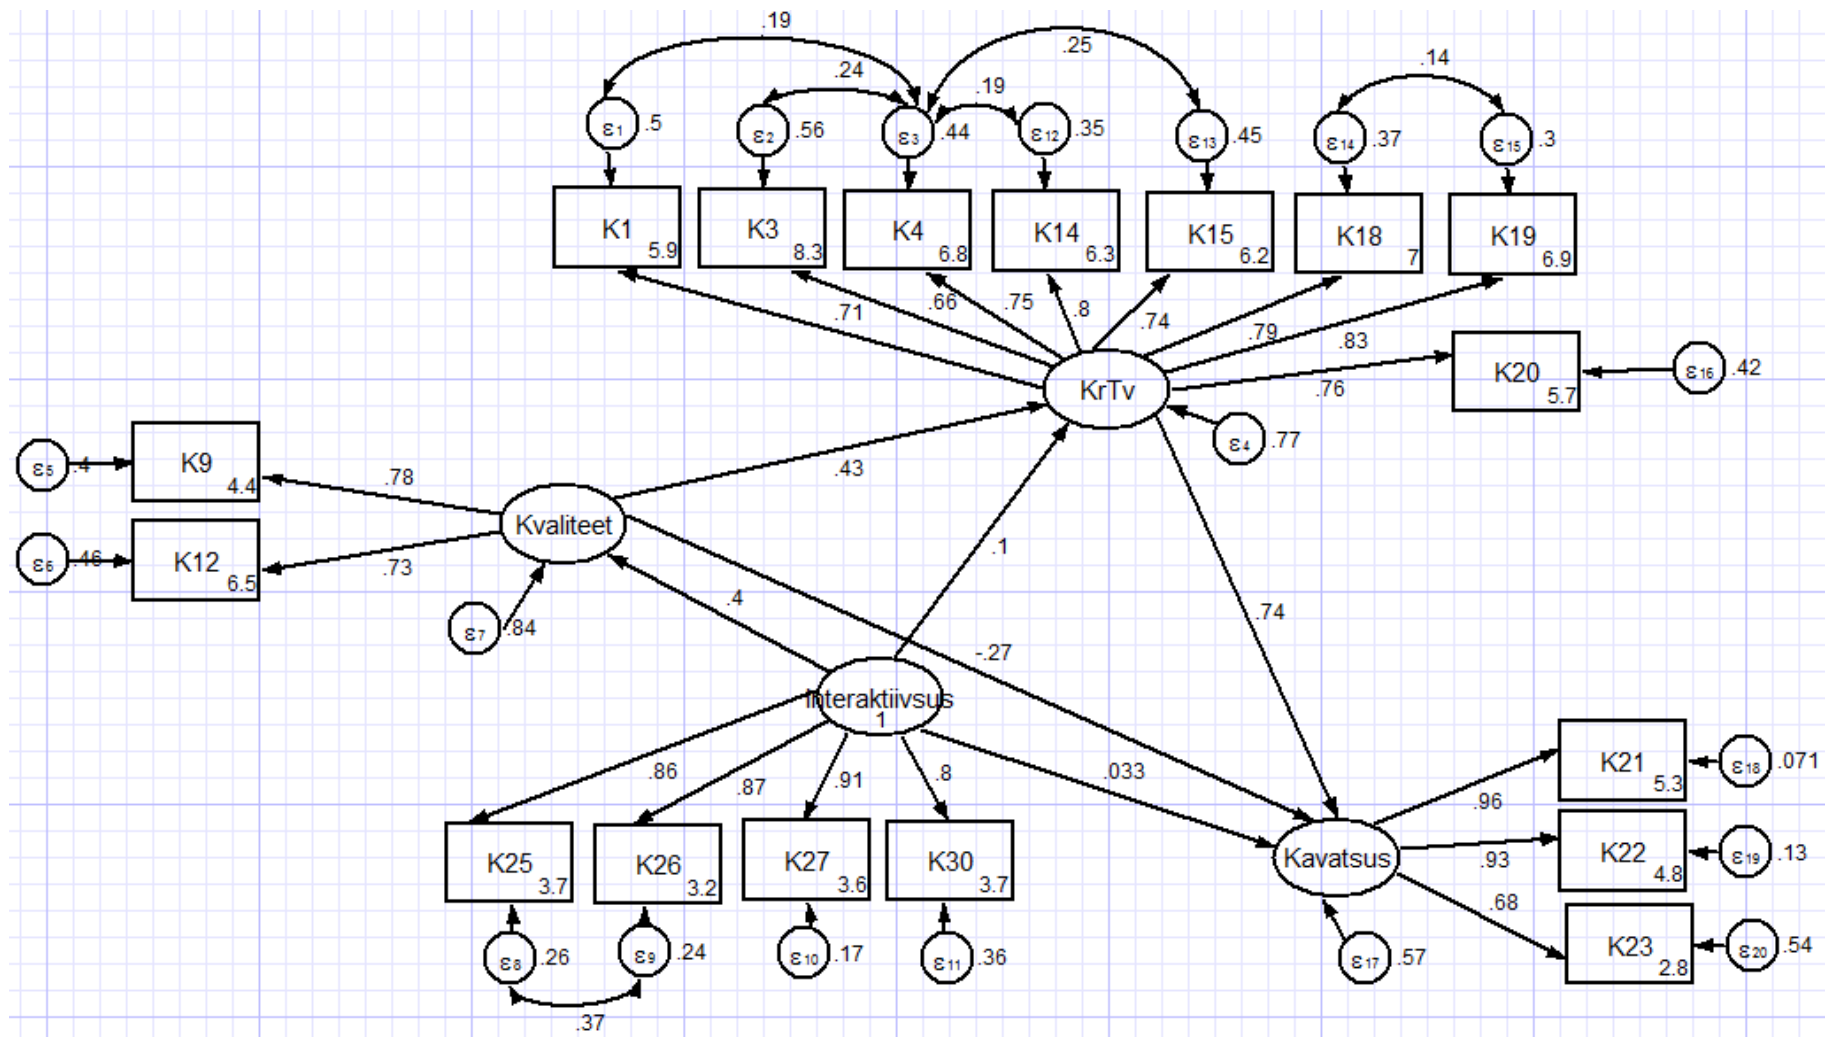 .19
.25
.14
.24
.19
ε1 .5
ε2 .56
ε3 .44
ε12 .35
ε13 .45
ε14 .37
ε15 .3
K1 5.9
K3 8.3
K4 6.8
K14 6.3
K15 6.2
K18 7
K19 6.9
.71
.66
.75
.8
.74
.79
.83
.76
K20 5.7
ε16 .42
KrTv
ε4 .77
ε5 .4
K9 4.4
.78
.43
Kvaliteet
ε6 .46
K12 6.5
.73
.1
ε7 .84
.4
-.27
.74
Interaktiivsus
1
.86
.87
.91
.8
.033
K21 5.3
ε18 .071
.96
K25 3.7
K26 3.2
K27 3.6
K30 3.7
Kavatsus
.93
K22 4.8
ε19 .13
.68
ε8 .26
ε9 .24
ε10 .17
ε11 .36
ε17 .57
K23 2.8
ε20 .54
.37